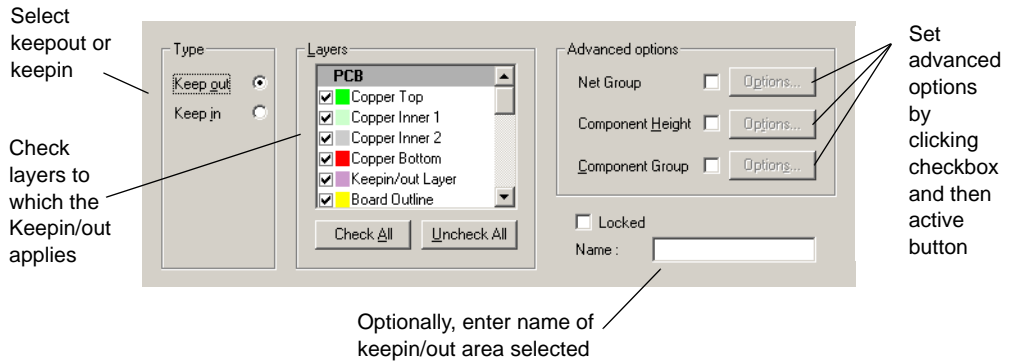 Select
keepout or
keepin
Check
layers to
which the
Keepin/out
applies
Type
Keep out
Keep in
Layers
PCB
Copper Top
Copper Inner 1
Copper Inner 2
Copper Bottom
Keepin/out Layer
Board Outline
Check All
Uncheck All
Advanced options
Net Group
Options...
Component Height
Options...
Component Group
Options...
Locked
Name :
Set
advanced
options
by
clicking
checkbox
and then
active
button
Optionally, enter name of
keepin/out area selected